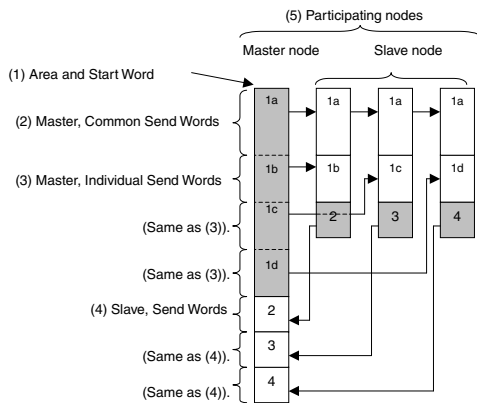 (5) Participating nodes
Master node
Slave node
(1) Area and Start Word
1a
1a
1a
1a
(2) Master, Common Send Words
1b
1b
1c
1d
(3) Master, Individual Send Words
1c
2
3
4
(Same as (3)).
1d
(Same as (3)).
(4) Slave, Send Words
2
(Same as (4)).
3
(Same as (4)).
4